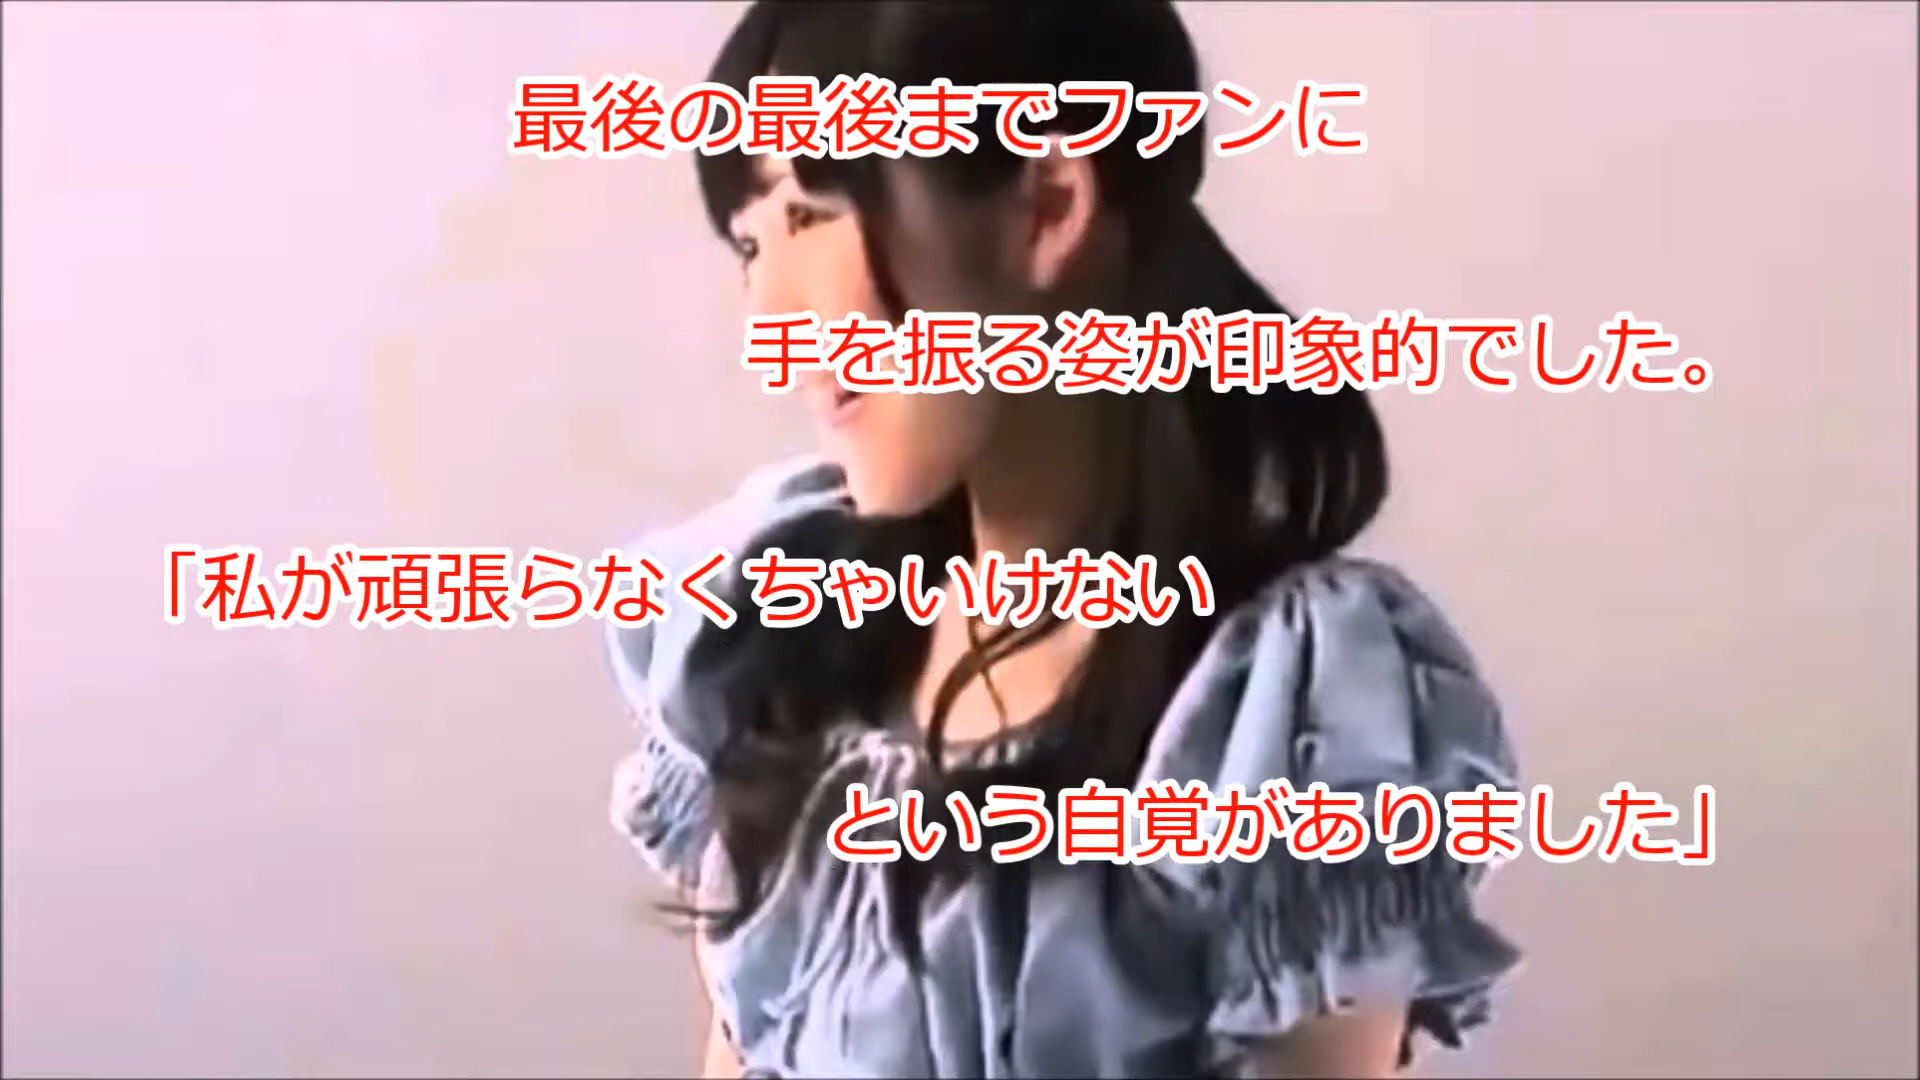 最後の最後までファンに
手を振る姿が印象的でした。
「私が頑張らなくちゃいけない
という自覚がありました」